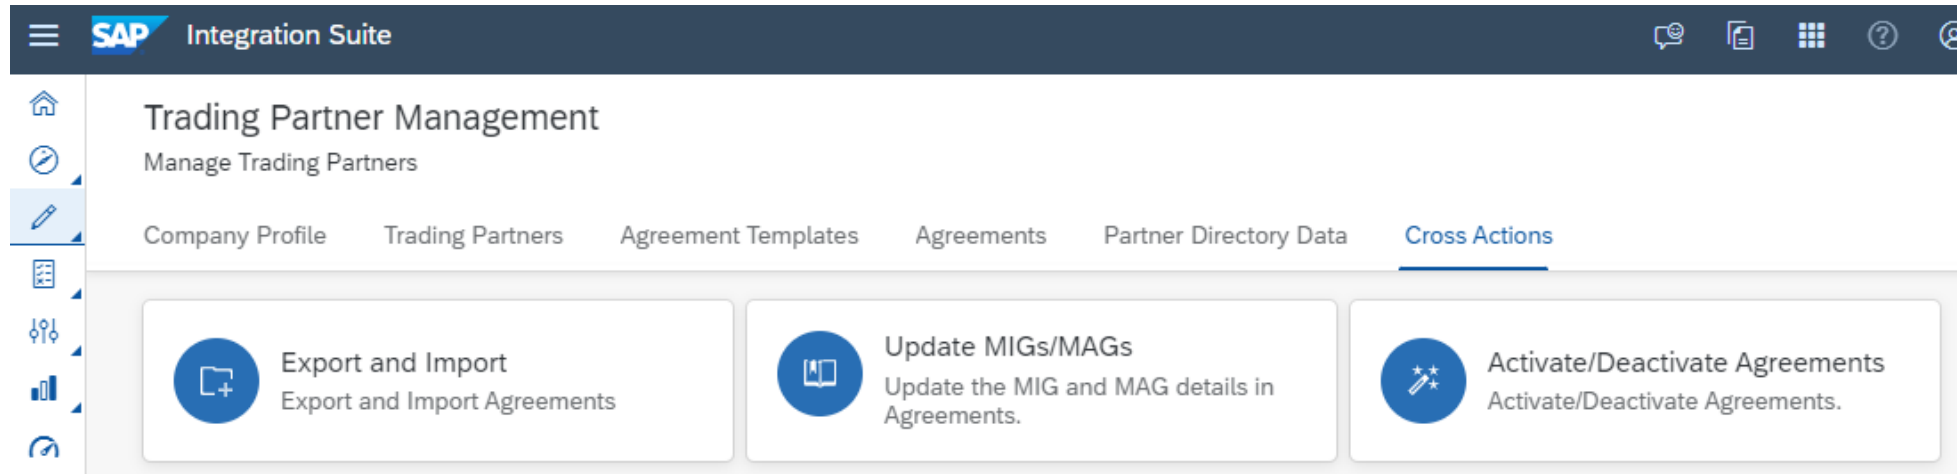 SAP Integration Suite
Trading Partner Management
Manage Trading Partners
Company Profile Trading Partners Agreement Templates Agreements Partner Directory Data Cross Actions
Export and Import
Export and Import Agreements
Update MIGs/MAGs
Update the MIG and MAG details in
Agreements.
Activate/Deactivate Agreements
Activate/Deactivate Agreements.